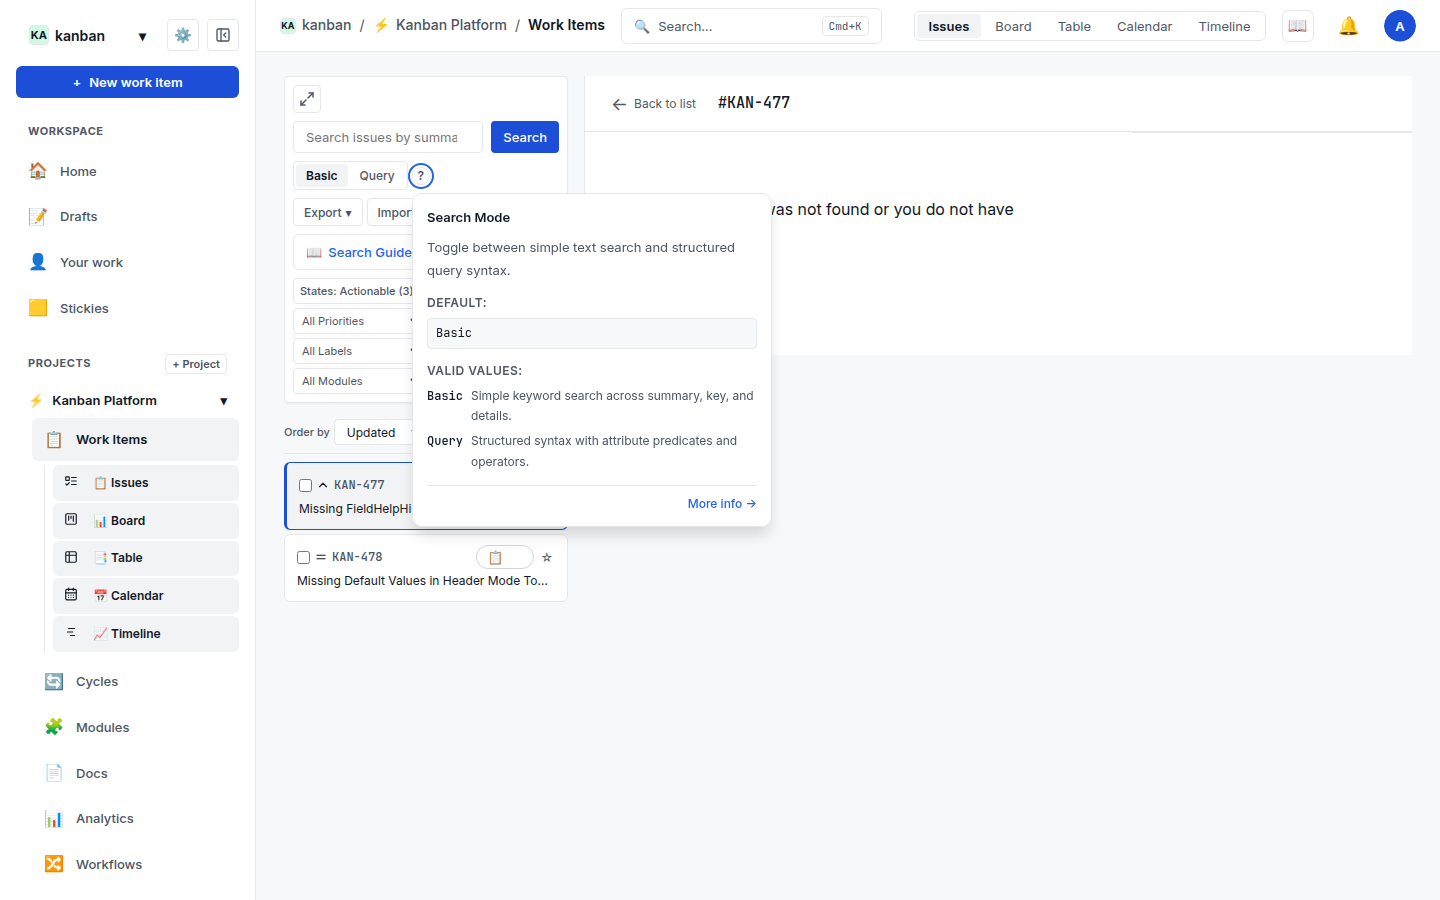 KA kanban ▾
+ New work item
WORKSPACE
Home
Drafts
Your work
Stickies
PROJECTS
+ Project
Kanban Platform ▾
Work Items
Issues
Board
Table
Calendar
Timeline
Cycles
Modules
Docs
Analytics
Workflows
KA kanban / Kanban Platform / Work Items
Search...
Cmd+K
Issues Board Table Calendar Timeline
A
Search issues by summa
Search
Basic Query ?
Export ▾
Search Guide
States: Actionable (3)
All Priorities
All Labels
All Modules
Order by Updated
KAN-477
Missing
KAN-478
Missing Default Values in Header Mode To...
← Back to list #KAN-477
was not found or you do not have
Search Mode
Toggle between simple text search and structured
query syntax.
DEFAULT:
Basic
VALID VALUES:
Basic Simple keyword search across summary, key, and
details.
Query Structured syntax with attribute predicates and
operators.
More info →